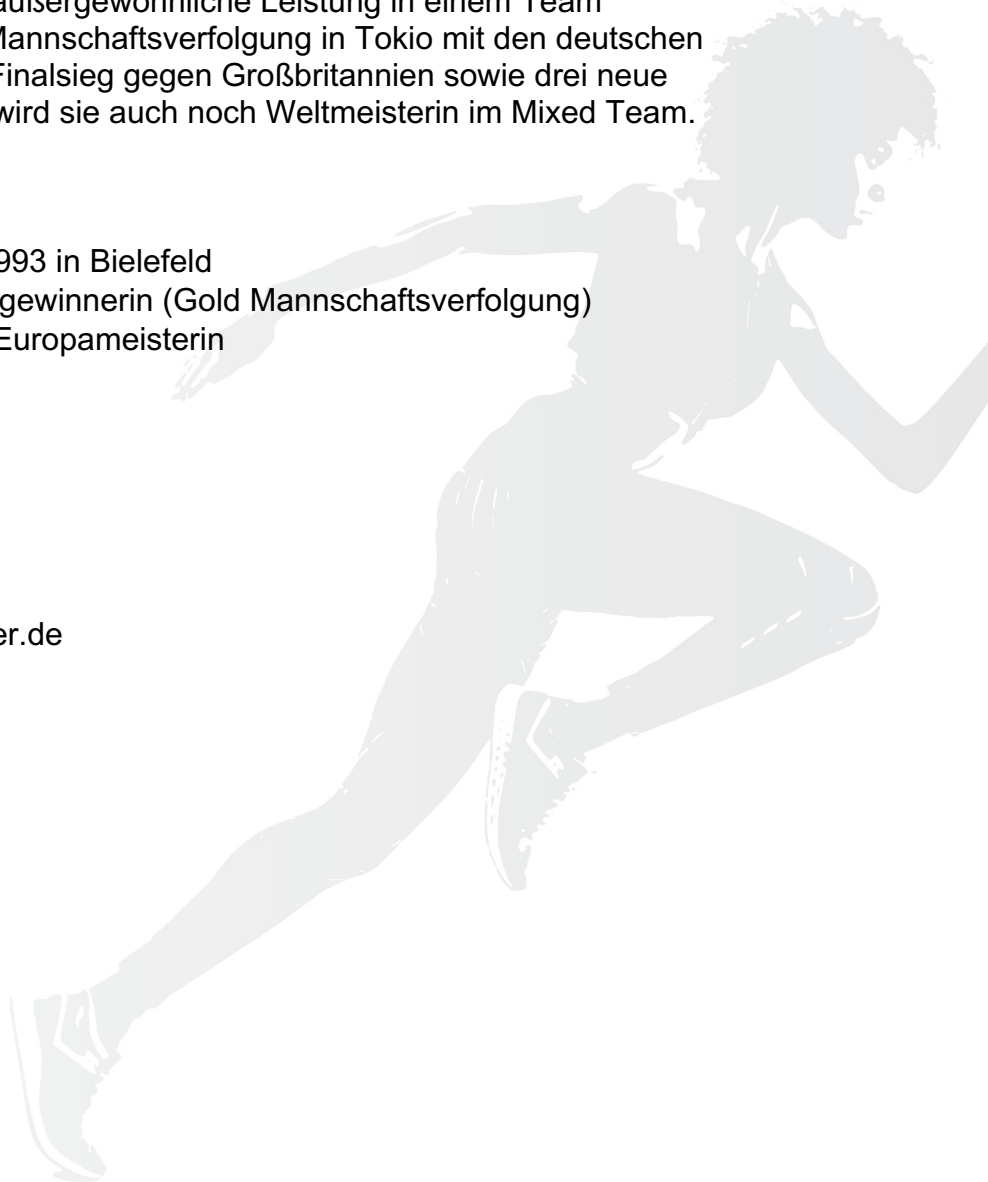 außergewöhnliche Leistung in einem Team
Mannschaftsverfolgung in Tokio mit den deutschen
Finalsieg gegen Großbritannien sowie drei neue
wird sie auch noch Weltmeisterin im Mixed Team.
993 in Bielefeld
gewinnerin (Gold Mannschaftsverfolgung)
Europameisterin
er.de